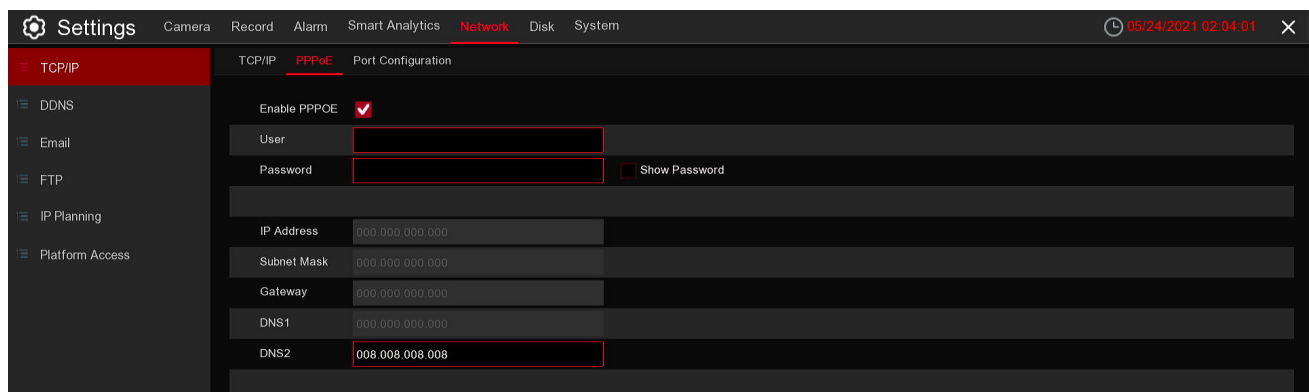 Settings Camera Record Alarm Smart Analytics Network Disk System 05/24/2021 02:04:01
TCP/IP
DDNS
Email
FTP
IP Planning
Platform Access
TCP/IP PPPoE Port Configuration
Enable PPPOE
User
Password Show Password
IP Address 000.000.000.000
Subnet Mask 000.000.000.000
Gateway 000.000.000.000
DNS1 000.000.000.000
DNS2 008.008.008.008